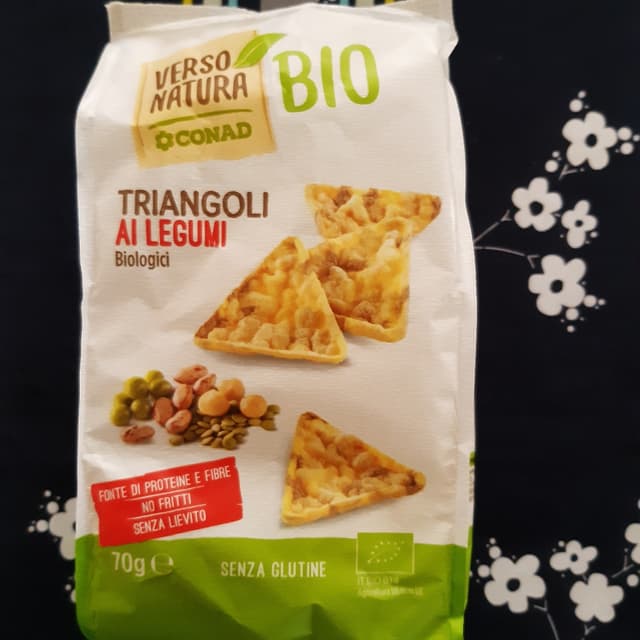 VERSO
NATURA
CONAD
BIO
TRIANGOLI
AI LEGUMI
Biologici
FONTE DI PROTEINE E FIBRE
NO FRITTI
SENZA LIEVITO
70g ℮
SENZA GLUTINE
Agricoltura